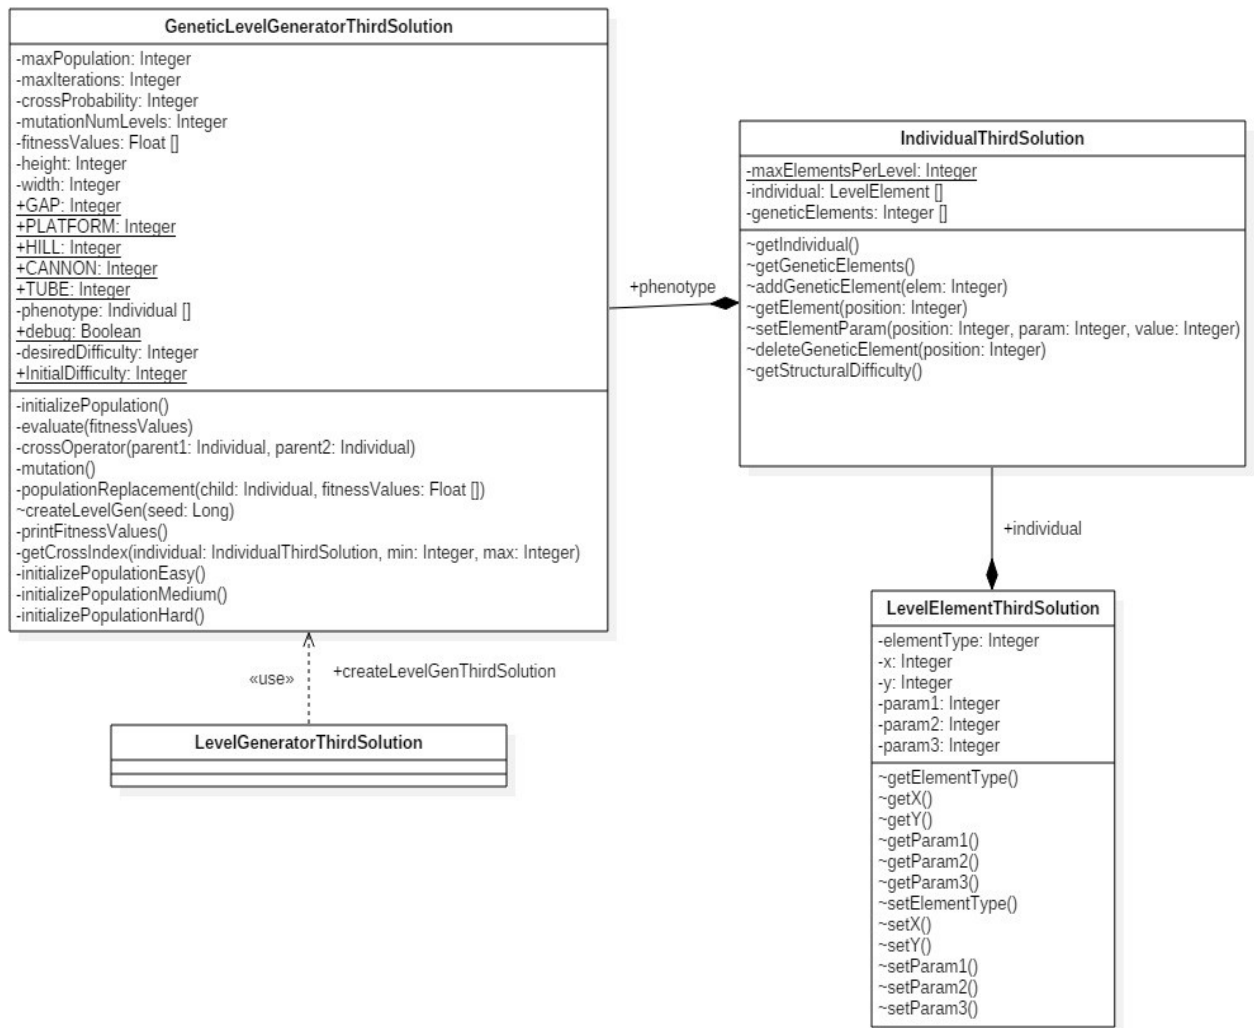 GeneticLevelGeneratorThirdSolution
-maxPopulation: Integer
-maxIterations: Integer
-crossProbability: Integer
-mutationNumLevels: Integer
-fitnessValues: Float []
-height: Integer
-width: Integer
+GAP: Integer
+PLATFORM: Integer
+HILL: Integer
+CANNON: Integer
+TUBE: Integer
-phenotype: Individual []
+debug: Boolean
-desiredDifficulty: Integer
+InitialDifficulty: Integer
-initializePopulation()
-evaluate(fitnessValues)
-crossOperator(parent1: Individual, parent2: Individual)
-mutation()
-populationReplacement(child: Individual, fitnessValues: Float [])
~createLevelGen(seed: Long)
-printFitnessValues()
-getCrossIndex(individual: IndividualThirdSolution, min: Integer, max: Integer)
-initializePopulationEasy()
-initializePopulationMedium()
-initializePopulationHard()
+phenotype
IndividualThirdSolution
-maxElementsPerLevel: Integer
-individual: LevelElement []
-geneticElements: Integer []
~getIndividual()
~getGeneticElements()
~addGeneticElement(elem: Integer)
~getElement(position: Integer)
~setElementParam(position: Integer, param: Integer, value: Integer)
~deleteGeneticElement(position: Integer)
~getStructuralDifficulty()
+individual
«use»
+createLevelGenThirdSolution
LevelGeneratorThirdSolution
LevelElementThirdSolution
-elementType: Integer
-x: Integer
-y: Integer
-param1: Integer
-param2: Integer
-param3: Integer
~getElementType()
~getX()
~getY()
~getParam1()
~getParam2()
~getParam3()
~setElementType()
~setX()
~setY()
~setParam1()
~setParam2()
~setParam3()